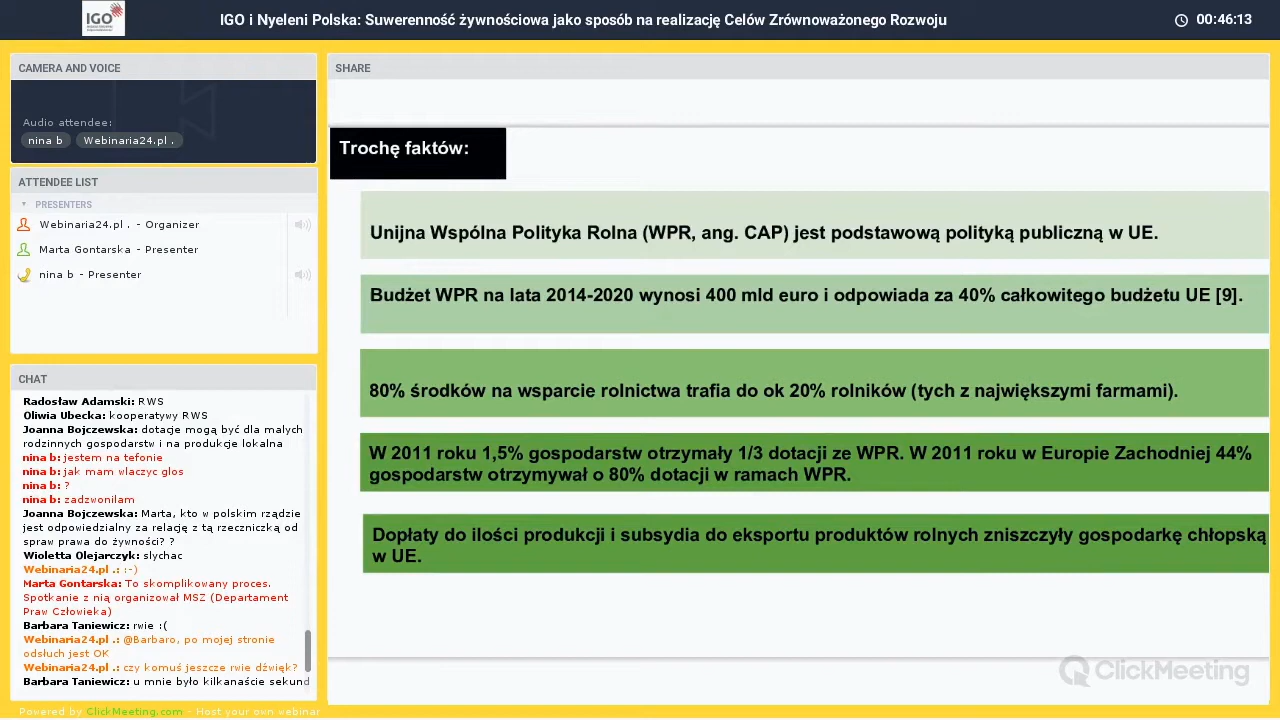 IGO
IGO i Nyeleni Polska: Suwerenność żywnościowa jako sposób na realizację Celów Zrównoważonego Rozwoju
00:46:13
CAMERA AND VOICE
Audio attendee:
nina b
Webinaria24.pl .
ATTENDEE LIST
PRESENTERS
Webinaria24.pl . - Organizer
Marta Gontarska - Presenter
nina b - Presenter
CHAT
Radosław Adamski: RWS
Oliwia Ubecka: kooperatywy RWS
Joanna Bojczewska: dotacje mogą być dla malych
rodzinnych gospodarstw i na produkcje lokalna
nina b: jestem na tefonie
nina b: jak mam wlaczyc glos
nina b: ?
nina b: zadzwonilam
Joanna Bojczewska: Marta, kto w polskim rządzie
jest odpowiedzialny za relację z tą rzeczniczką od
spraw prawa do żywności? ?
Wioletta Olejarczyk: slychac
Webinaria24.pl .: :-)
Marta Gontarska: To skomplikowany proces.
Spotkanie z nią organizował MSZ (Departament
Praw Człowieka)
Barbara Taniewicz: rwie :(
Webinaria24.pl .: @Barbaro, po mojej stronie
odsłuch jest OK
Webinaria24.pl .: czy komuś jeszcze rwie dźwięk?
Barbara Taniewicz: u mnie było kilkanaście sekund
Powered by ClickMeeting.com - Host your own webinar
SHARE
Trochę faktów:
Unijna Wspólna Polityka Rolna (WPR, ang. CAP) jest podstawową polityką publiczną w UE.
Budżet WPR na lata 2014-2020 wynosi 400 mld euro i odpowiada za 40% całkowitego budżetu UE [9].
80% środków na wsparcie rolnictwa trafia do ok 20% rolników (tych z największymi farmami).
W 2011 roku 1,5% gospodarstw otrzymały 1/3 dotacji ze WPR. W 2011 roku w Europie Zachodniej 44%
gospodarstw otrzymywał o 80% dotacji w ramach WPR.
Dopłaty do ilości produkcji i subsydia do eksportu produktów rolnych zniszczyły gospodarkę chłopską
w UE.
ClickMeeting